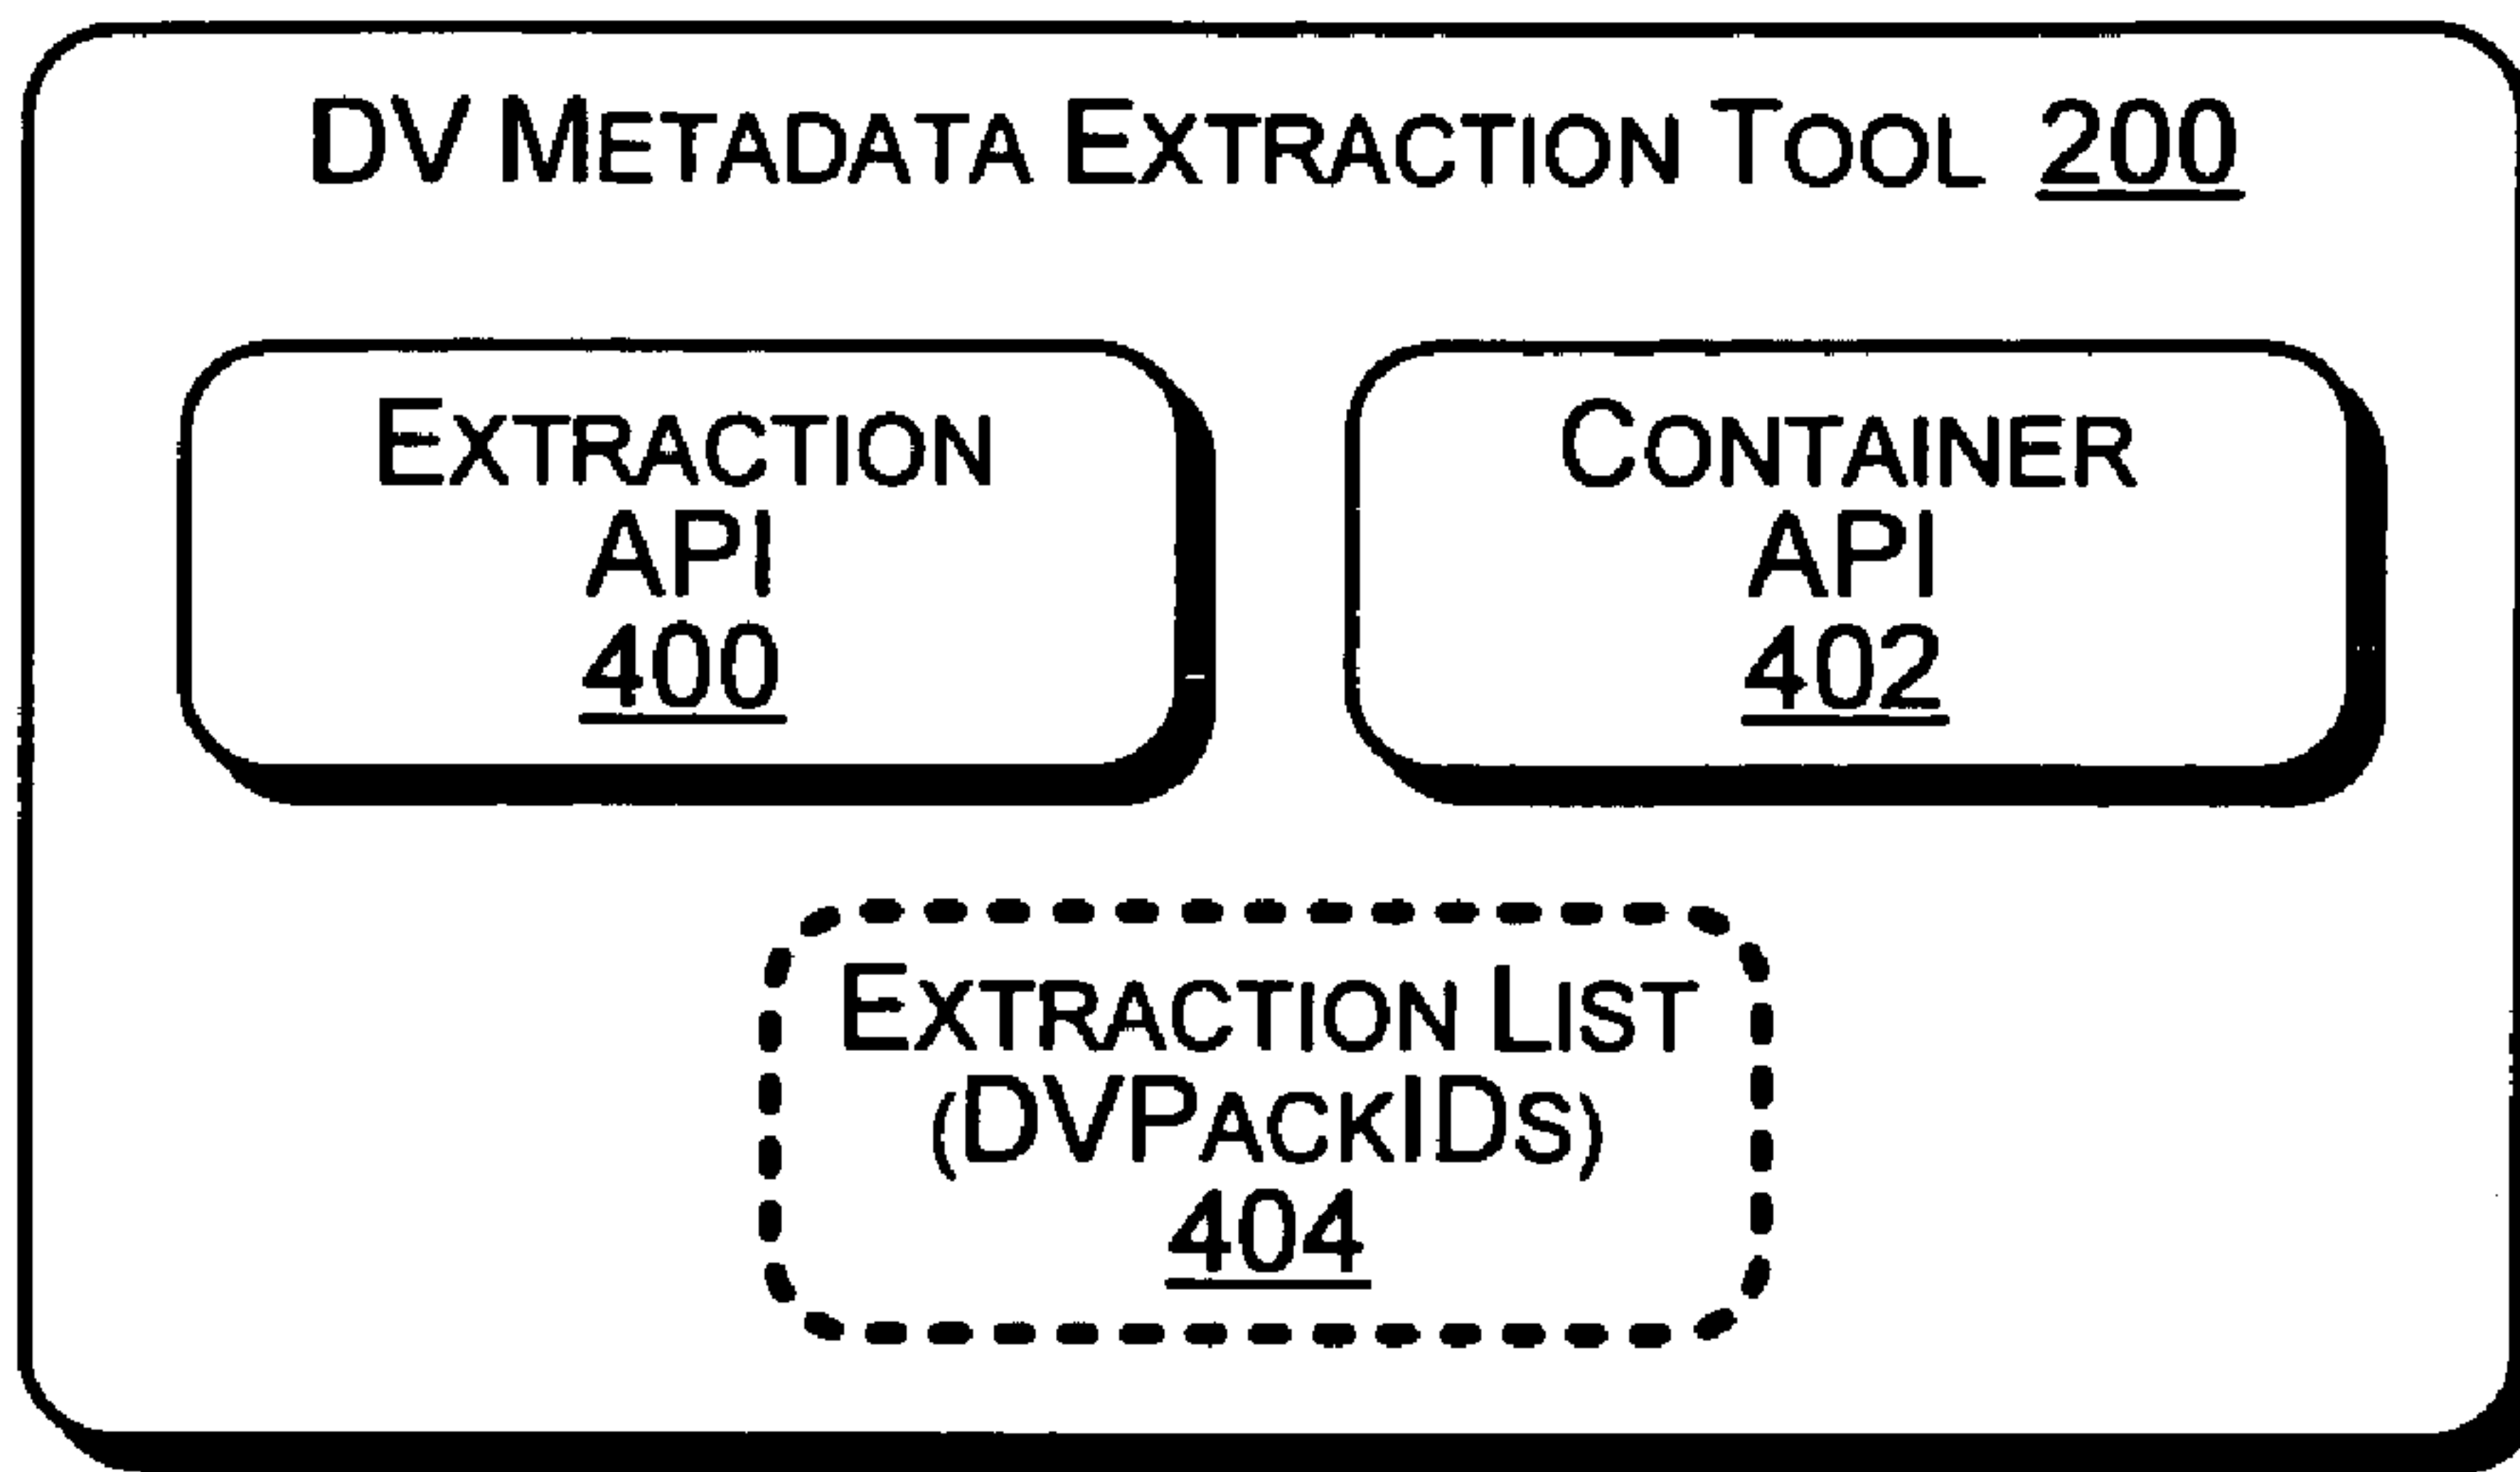 DV METADATA EXTRACTION TOOL 200
EXTRACTION
API
400
CONTAINER
API
402
EXTRACTION LIST
(DVPACKIDS)
404